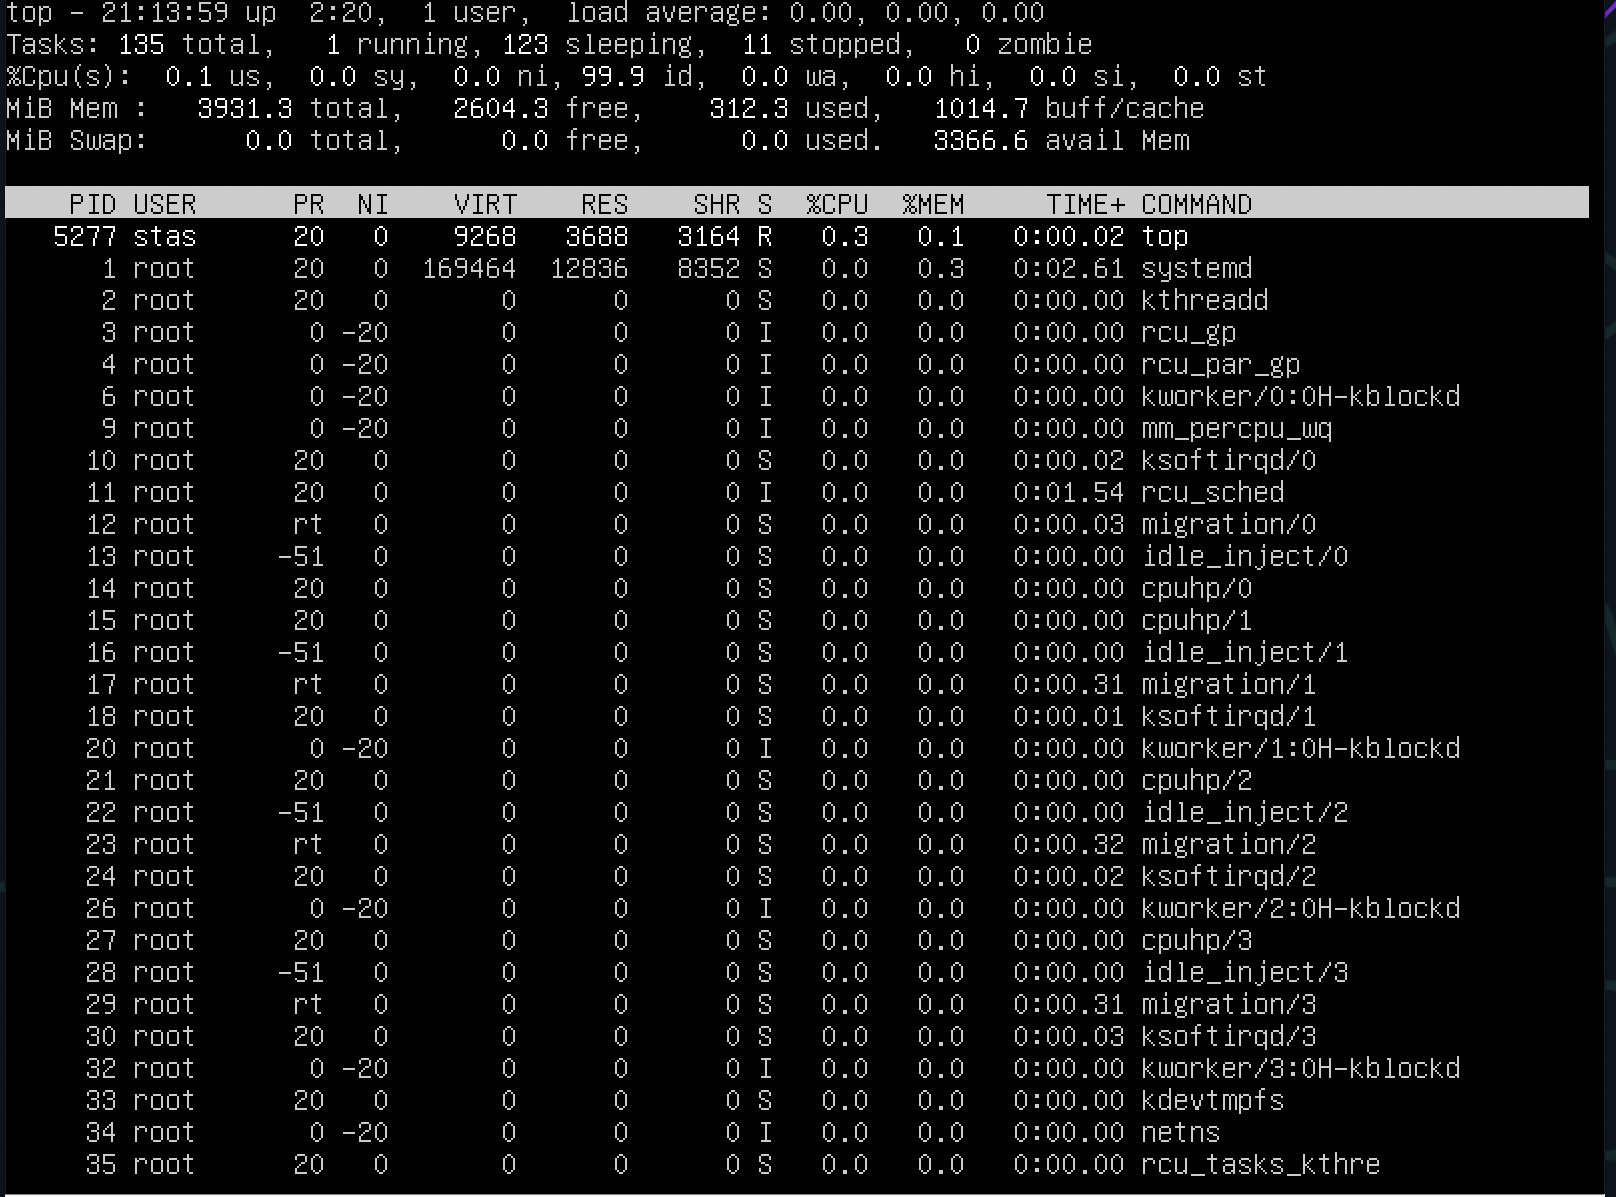 top - 21:13:59 up  2:20,  1 user,  load average: 0.00, 0.00, 0.00
Tasks: 135 total,   1 running, 123 sleeping,  11 stopped,   0 zombie
%Cpu(s):  0.1 us,  0.0 sy,  0.0 ni, 99.9 id,  0.0 wa,  0.0 hi,  0.0 si,  0.0 st
MiB Mem :   3931.3 total,   2604.3 free,    312.3 used,   1014.7 buff/cache
MiB Swap:      0.0 total,      0.0 free,      0.0 used.   3366.6 avail Mem
PID USER      PR  NI    VIRT    RES    SHR S  %CPU  %MEM     TIME+ COMMAND
5277 stas      20   0    9268   3688   3164 R   0.3   0.1   0:00.02 top
1 root      20   0  169464  12836   8352 S   0.0   0.3   0:02.61 systemd
2 root      20   0       0      0      0 S   0.0   0.0   0:00.00 kthreadd
3 root       0 -20       0      0      0 I   0.0   0.0   0:00.00 rcu_gp
4 root       0 -20       0      0      0 I   0.0   0.0   0:00.00 rcu_par_gp
6 root       0 -20       0      0      0 I   0.0   0.0   0:00.00 kworker/0:0H-kblockd
9 root       0 -20       0      0      0 I   0.0   0.0   0:00.00 mm_percpu_wq
10 root      20   0       0      0      0 S   0.0   0.0   0:00.02 ksoftirqd/0
11 root      20   0       0      0      0 I   0.0   0.0   0:01.54 rcu_sched
12 root      rt   0       0      0      0 S   0.0   0.0   0:00.03 migration/0
13 root     -51   0       0      0      0 S   0.0   0.0   0:00.00 idle_inject/0
14 root      20   0       0      0      0 S   0.0   0.0   0:00.00 cpuhp/0
15 root      20   0       0      0      0 S   0.0   0.0   0:00.00 cpuhp/1
16 root     -51   0       0      0      0 S   0.0   0.0   0:00.00 idle_inject/1
17 root      rt   0       0      0      0 S   0.0   0.0   0:00.31 migration/1
18 root      20   0       0      0      0 S   0.0   0.0   0:00.01 ksoftirqd/1
20 root       0 -20       0      0      0 I   0.0   0.0   0:00.00 kworker/1:0H-kblockd
21 root      20   0       0      0      0 S   0.0   0.0   0:00.00 cpuhp/2
22 root     -51   0       0      0      0 S   0.0   0.0   0:00.00 idle_inject/2
23 root      rt   0       0      0      0 S   0.0   0.0   0:00.32 migration/2
24 root      20   0       0      0      0 S   0.0   0.0   0:00.02 ksoftirqd/2
26 root       0 -20       0      0      0 I   0.0   0.0   0:00.00 kworker/2:0H-kblockd
27 root      20   0       0      0      0 S   0.0   0.0   0:00.00 cpuhp/3
28 root     -51   0       0      0      0 S   0.0   0.0   0:00.00 idle_inject/3
29 root      rt   0       0      0      0 S   0.0   0.0   0:00.31 migration/3
30 root      20   0       0      0      0 S   0.0   0.0   0:00.03 ksoftirqd/3
32 root       0 -20       0      0      0 I   0.0   0.0   0:00.00 kworker/3:0H-kblockd
33 root      20   0       0      0      0 S   0.0   0.0   0:00.00 kdevtmpfs
34 root       0 -20       0      0      0 I   0.0   0.0   0:00.00 netns
35 root      20   0       0      0      0 S   0.0   0.0   0:00.00 rcu_tasks_kthre